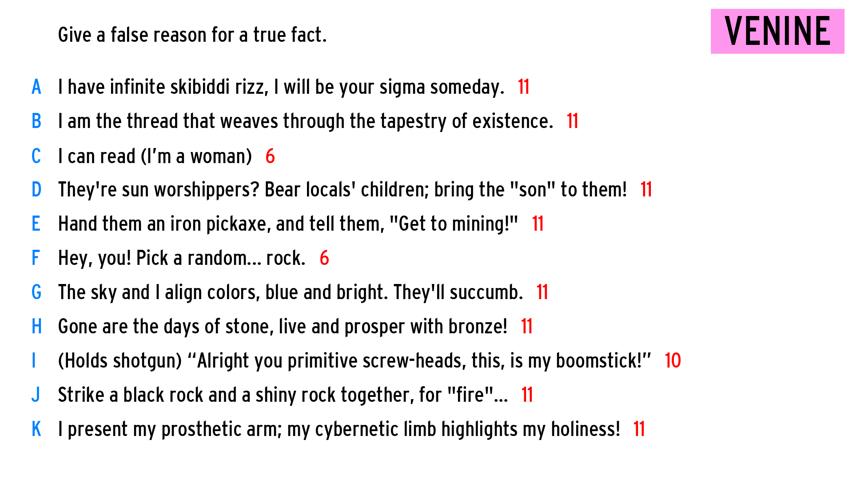 Give a false reason for a true fact.
VENINE
A I have infinite skibiddi rizz, I will be your sigma someday. 11
B I am the thread that weaves through the tapestry of existence. 11
C I can read (I'm a woman) 6
D They're sun worshippers? Bear locals' children; bring the "son" to them! 11
E Hand them an iron pickaxe, and tell them, "Get to mining!" 11
F Hey, you! Pick a random... rock. 6
G The sky and I align colors, blue and bright. They'll succumb. 11
H Gone are the days of stone, live and prosper with bronze! 11
I (Holds shotgun) “Alright you primitive screw-heads, this, is my boomstick!” 10
J Strike a black rock and a shiny rock together, for "fire"... 11
K I present my prosthetic arm; my cybernetic limb highlights my holiness! 11